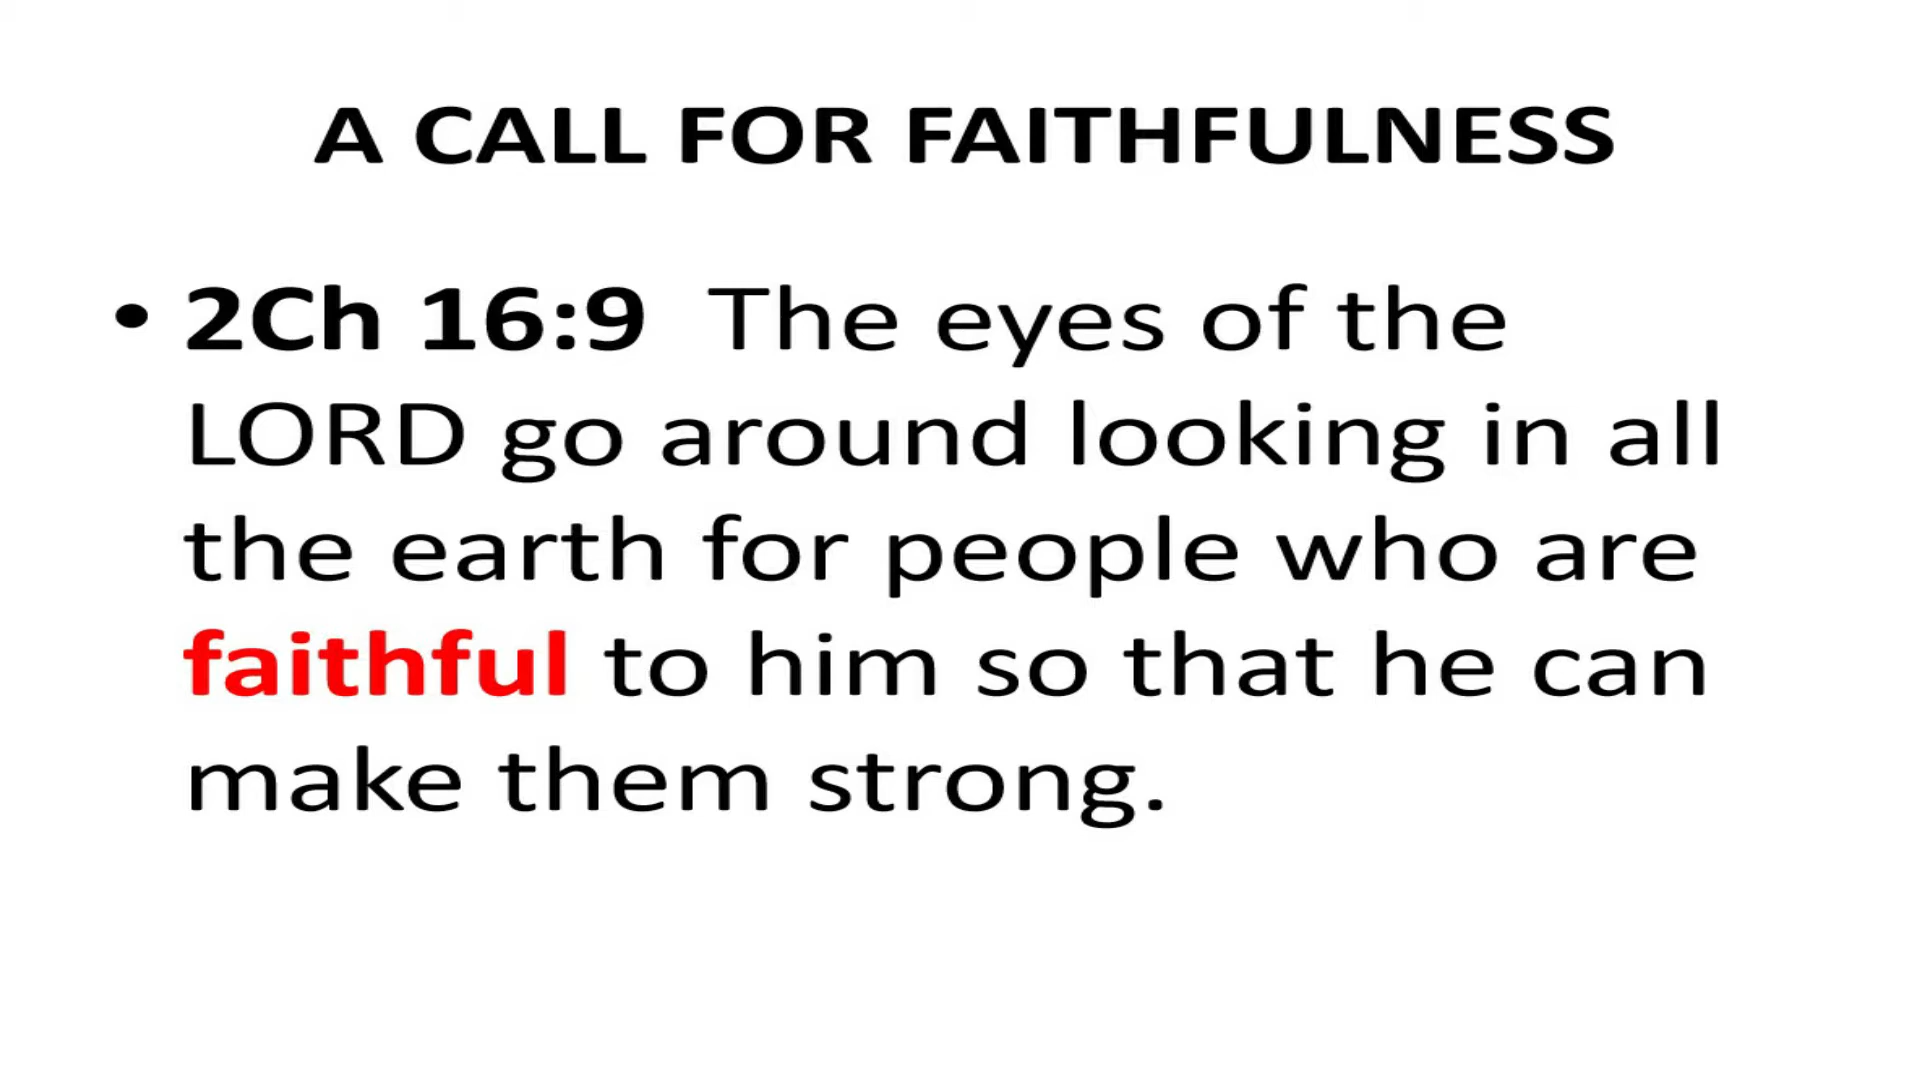 A CALL FOR FAITHFULNESS
• 2Ch 16:9  The eyes of the
LORD go around looking in all
the earth for people who are
faithful to him so that he can
make them strong.